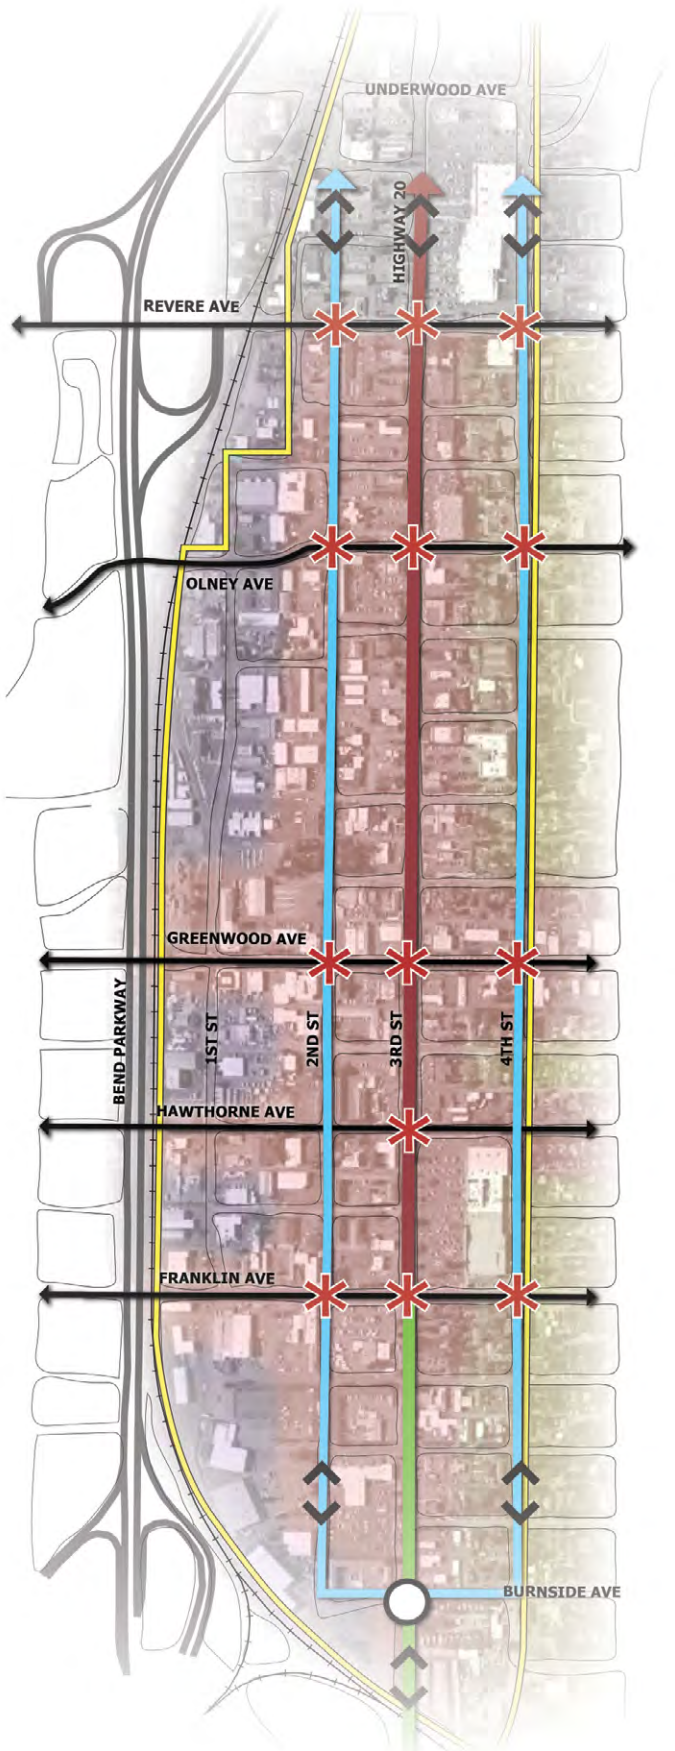 UNDERWOOD AVE
HIGHWAY 20
REVERE AVE
OLNEY AVE
GREENWOOD AVE
BEND PARKWAY
1ST ST
2ND ST
3RD ST
4TH ST
HAWTHORNE AVE
FRANKLIN AVE
BURNSIDE AVE